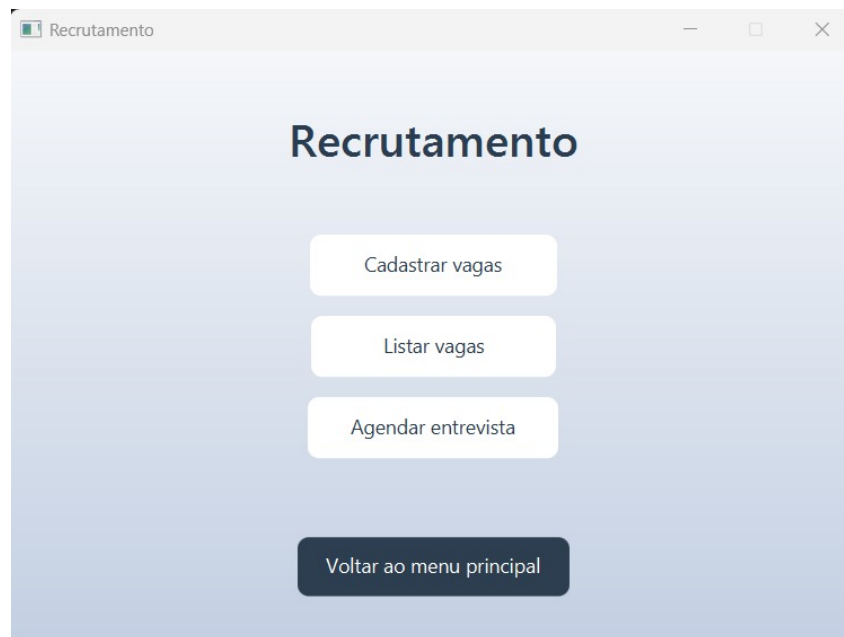 Recrutamento
Recrutamento
Cadastrar vagas
Listar vagas
Agendar entrevista
Voltar ao menu principal